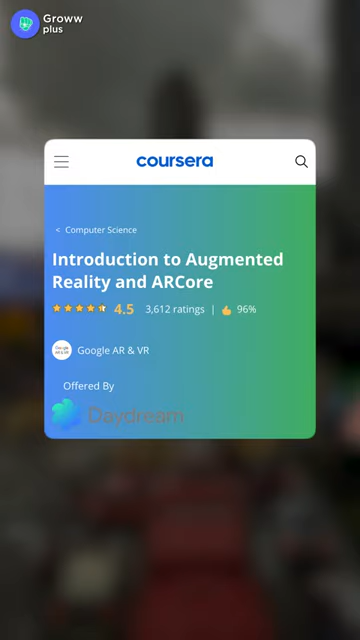 Groww
plus
coursera
< Computer Science
Introduction to Augmented
Reality and ARCore
4.5 3,612 ratings | 96%
Google AR & VR
Offered By
Daydream